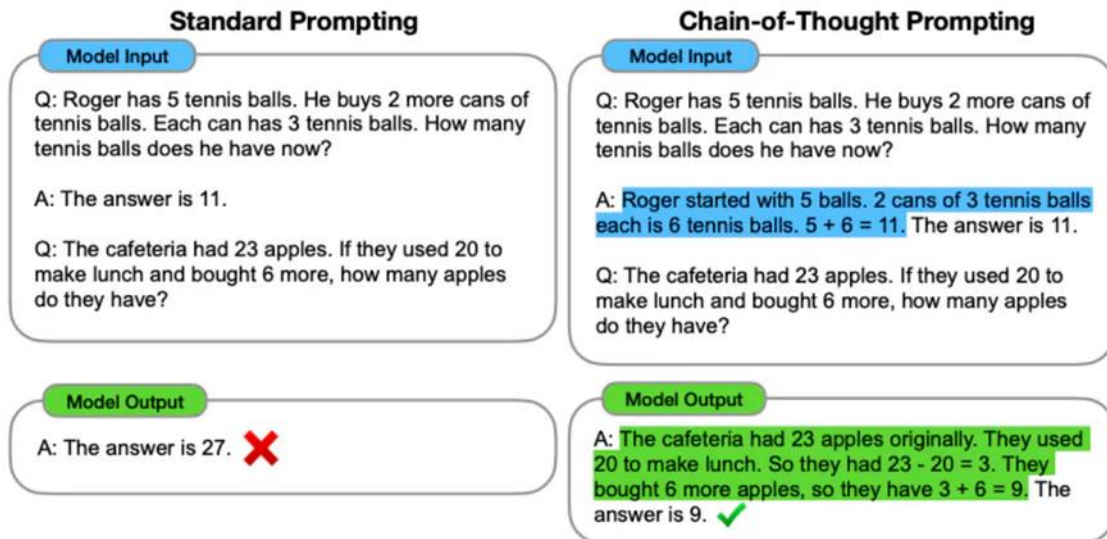 Standard Prompting
Model Input
Q: Roger has 5 tennis balls. He buys 2 more cans of
tennis balls. Each can has 3 tennis balls. How many
tennis balls does he have now?
A: The answer is 11.
Q: The cafeteria had 23 apples. If they used 20 to
make lunch and bought 6 more, how many apples
do they have?
Model Output
A: The answer is 27.
Chain-of-Thought Prompting
Model Input
Q: Roger has 5 tennis balls. He buys 2 more cans of
tennis balls. Each can has 3 tennis balls. How many
tennis balls does he have now?
A: Roger started with 5 balls. 2 cans of 3 tennis balls
each is 6 tennis balls. 5 + 6 = 11. The answer is 11.
Q: The cafeteria had 23 apples. If they used 20 to
make lunch and bought 6 more, how many apples
do they have?
Model Output
A: The cafeteria had 23 apples originally. They used
20 to make lunch. So they had 23 - 20 = 3. They
bought 6 more apples, so they have 3 + 6 = 9. The
answer is 9.